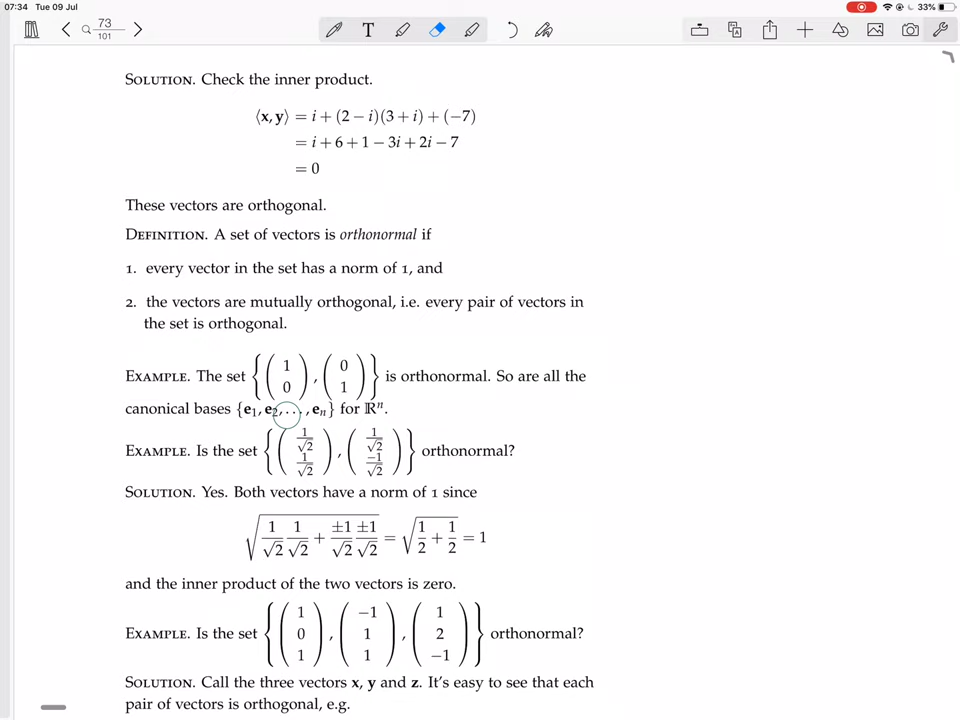 07:34 Tue 09 Jul
33%
73
101
T
SOLUTION. Check the inner product.
⟨x, y⟩ = i + (2 − i)(3 + i) + (−7)
= i + 6 + 1 − 3i + 2i − 7
= 0
These vectors are orthogonal.
DEFINITION. A set of vectors is orthonormal if
1. every vector in the set has a norm of 1, and
2. the vectors are mutually orthogonal, i.e. every pair of vectors in
the set is orthogonal.
EXAMPLE. The set { ( 1 0 ) , ( 0 1 ) } is orthonormal. So are all the
canonical bases {e₁, e₂, . . . , eₙ} for ℝⁿ.
EXAMPLE. Is the set { ( 1/√2 1/√2 ) , ( 1/√2 −1/√2 ) } orthonormal?
SOLUTION. Yes. Both vectors have a norm of 1 since
√( 1/√2 1/√2 + ±1/√2 ±1/√2 ) = √( 1/2 + 1/2 ) = 1
and the inner product of the two vectors is zero.
EXAMPLE. Is the set { ( 1 0 1 ) , ( −1 1 1 ) , ( 1 2 −1 ) } orthonormal?
SOLUTION. Call the three vectors x, y and z. It's easy to see that each
pair of vectors is orthogonal, e.g.